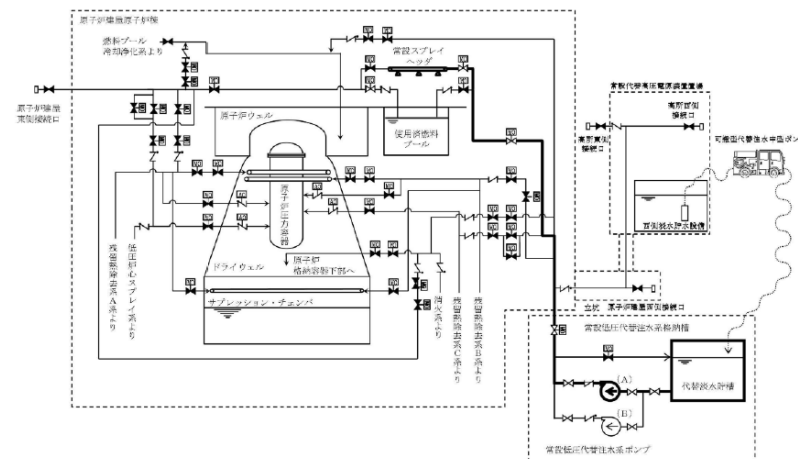 原子炉建屋原子炉棟
燃料プール
冷却浄化系より
常設スプレイ
ヘッダ
原子炉建屋
東側接続口
原子炉ウェル
使用済燃料
プール
常設代替高圧電源装置置場
高所西側
接続口
高所東側
接続口
可搬型代替注水中型ポンプ
西側淡水貯水設備
原子炉圧力容器
ドライウェル
原子炉
格納容器下部へ
サプレッション・チェンバ
残留熱除去系A系より
低圧炉心スプレイ系より
消火系より
残留熱除去系C系より
残留熱除去系B系より
立坑
原子炉建屋西側接続口
常設低圧代替注水系格納槽
代替淡水貯槽
(A)
(B)
常設低圧代替注水系ポンプ